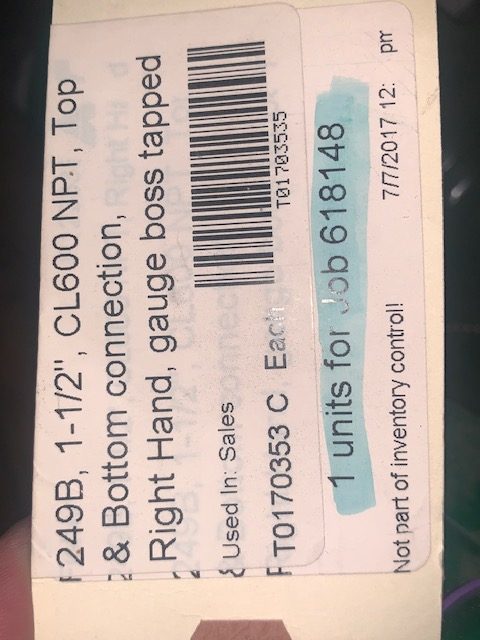 249B, 1-1/2", CL600 NPT, Top
& Bottom connection,
Right Hand, gauge boss tapped
Used In: Sales
T0170353 C Each
T01703535
1 units for Job 618148
Not part of inventory control!
7/7/2017 12: pm